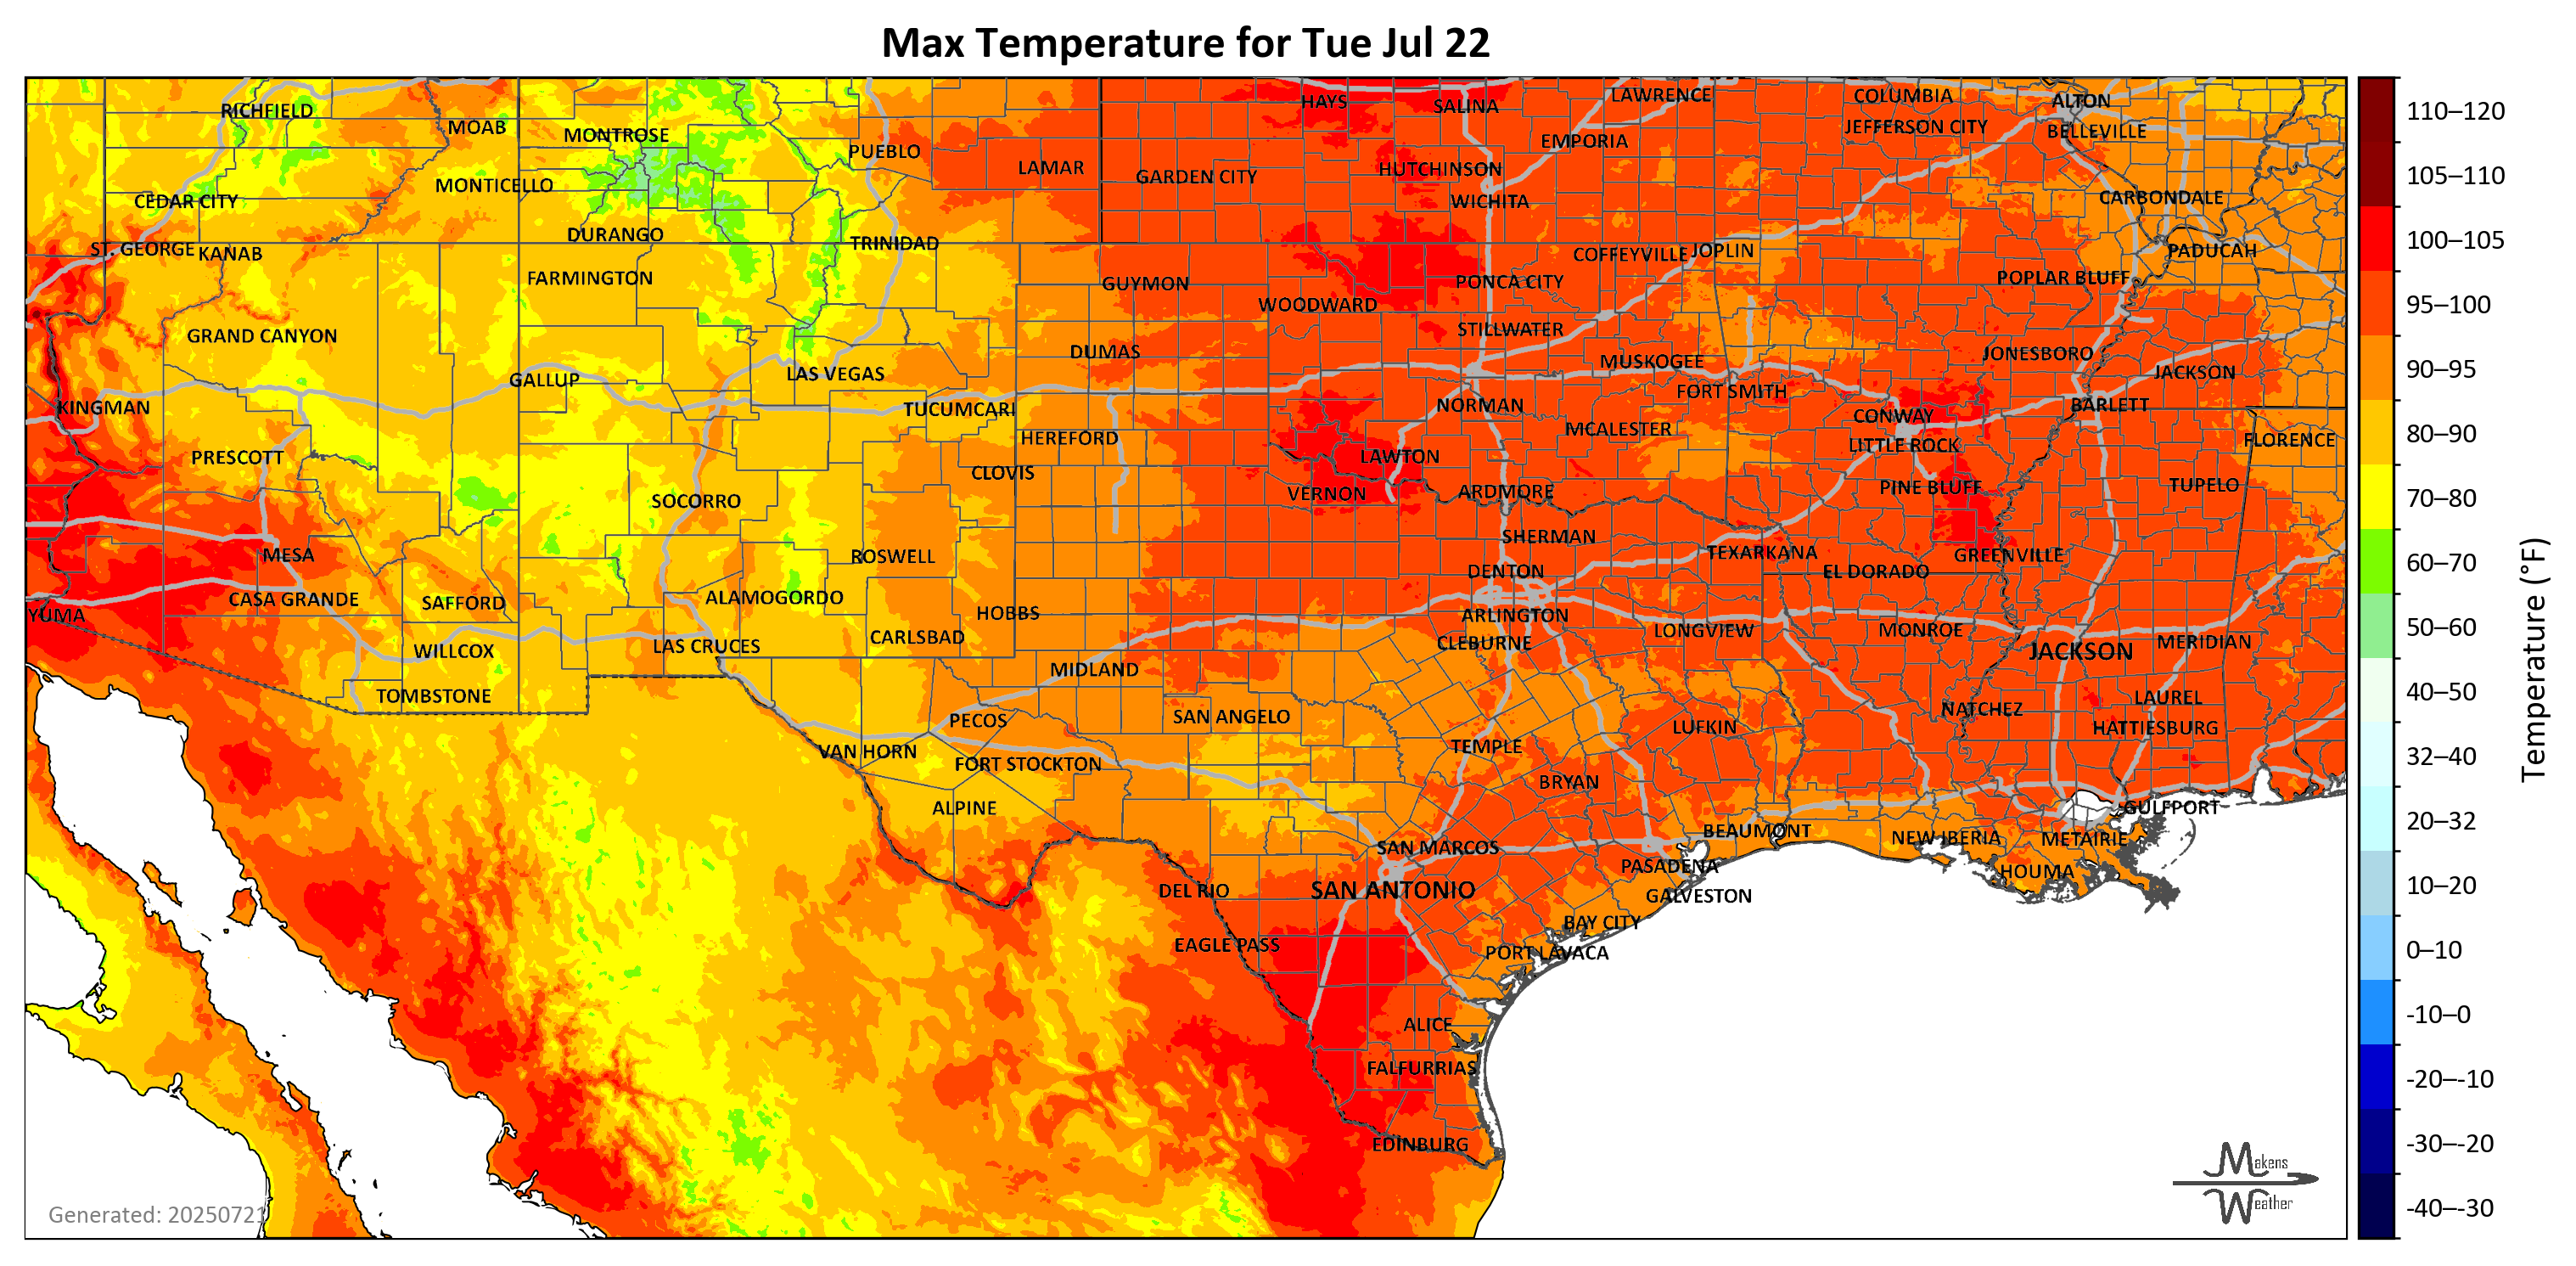 Max Temperature for Tue Jul 22
RICHFIELD
MOAB
MONTROSE
PUEBLO
LAMAR
HAYS
SALINA
LAWRENCE
COLUMBIA
ALTON
JEFFERSON CITY
BELLEVILLE
EMPORIA
HUTCHINSON
GARDEN CITY
WICHITA
MONTICELLO
CEDAR CITY
CARBONDALE
DURANGO
TRINIDAD
ST. GEORGE
KANAB
COFFEYVILLE
JOPLIN
PADUCAH
FARMINGTON
GUYMON
PONCA CITY
POPLAR BLUFF
WOODWARD
STILLWATER
GRAND CANYON
DUMAS
MUSKOGEE
JONESBORO
GALLUP
LAS VEGAS
FORT SMITH
JACKSON
KINGMAN
TUCUMCARI
NORMAN
CONWAY
BARLETT
HEREFORD
MCALESTER
LITTLE ROCK
FLORENCE
PRESCOTT
CLOVIS
LAWTON
SOCORRO
VERNON
ARDMORE
PINE BLUFF
TUPELO
MESA
ROSWELL
SHERMAN
TEXARKANA
GREENVILLE
DENTON
EL DORADO
CASA GRANDE
SAFFORD
ALAMOGORDO
HOBBS
ARLINGTON
YUMA
WILLCOX
LAS CRUCES
CARLSBAD
CLEBURNE
LONGVIEW
MONROE
JACKSON
MERIDIAN
MIDLAND
TOMBSTONE
PECOS
SAN ANGELO
LUFKIN
NATCHEZ
LAUREL
HATTIESBURG
VAN HORN
FORT STOCKTON
TEMPLE
BRYAN
ALPINE
GULFPORT
SAN MARCOS
BEAUMONT
NEW IBERIA
METAIRIE
DEL RIO
SAN ANTONIO
PASADENA
HOUMA
GALVESTON
EAGLE PASS
BAY CITY
PORT LAVACA
ALICE
FALFURRIAS
EDINBURG
Generated: 20250721
Makens
Weather
110–120
105–110
100–105
95–100
90–95
80–90
70–80
60–70
50–60
40–50
32–40
20–32
10–20
0–10
-10–0
-20–-10
-30–-20
-40–-30
Temperature (°F)